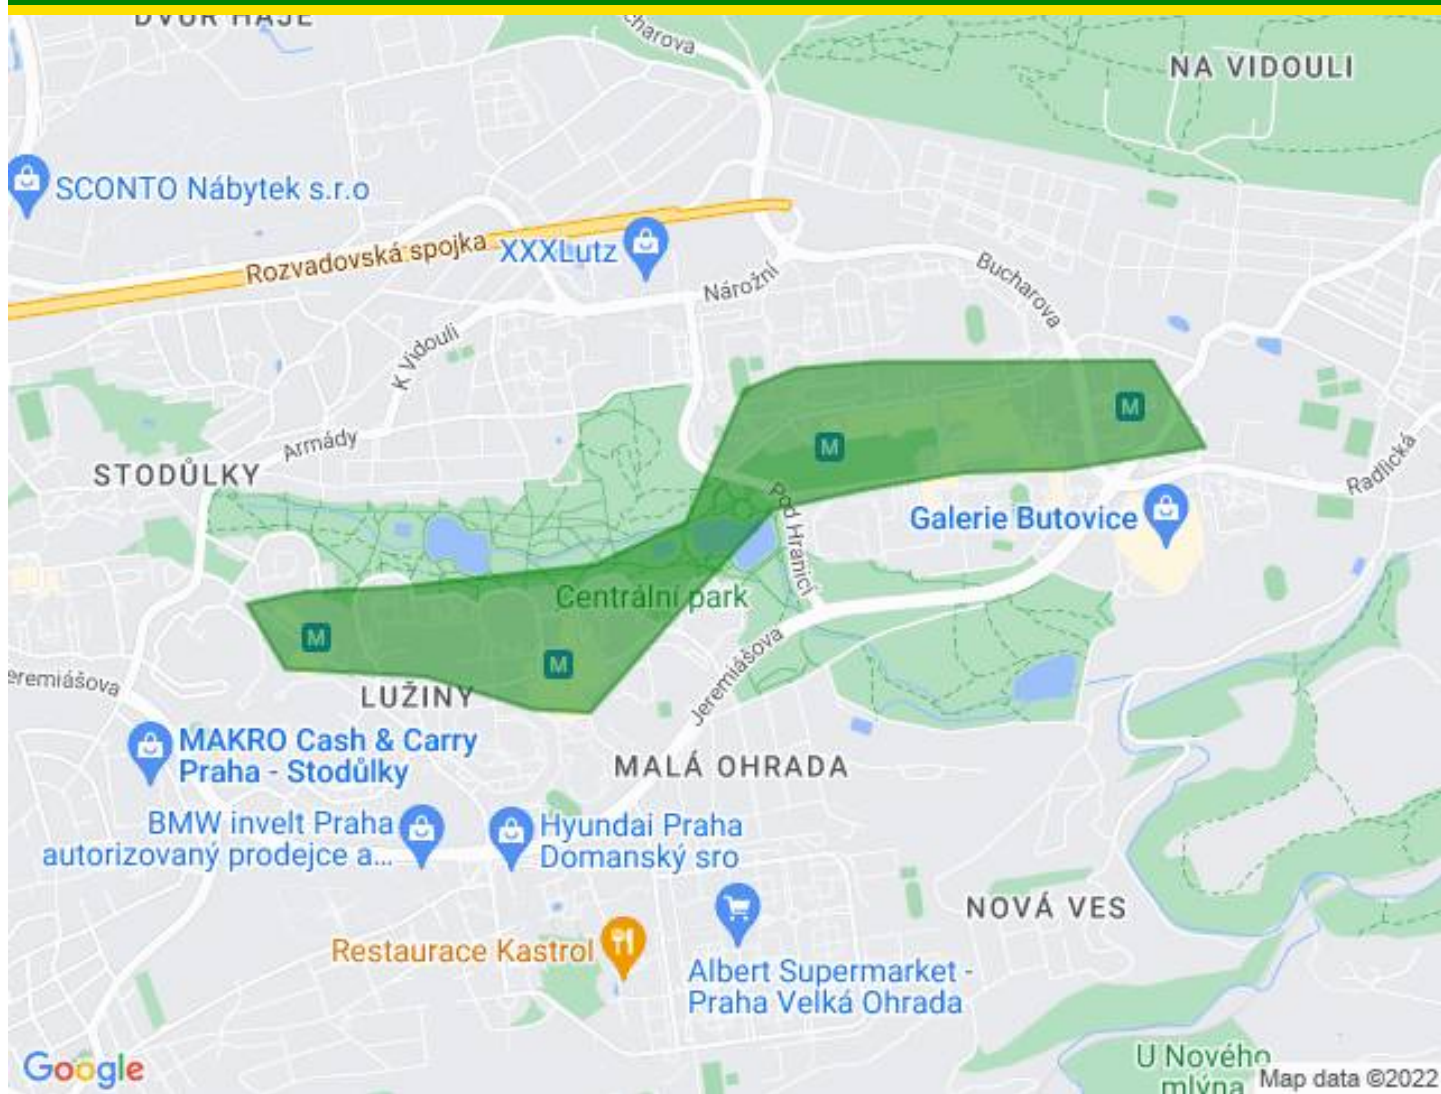 DVŮR HÁJE
charova
NA VIDOULI
SCONTO Nábytek s.r.o
Rozvadovská spojka
XXXLutz
Nárožní
Bucharova
K Vidouli
M
Armády
M
STODŮLKY
Radlická
Pod Hranicí
Galerie Butovice
Centrální park
M
M
eremiášova
LUŽINY
Jeremiášova
MAKRO Cash & Carry
Praha - Stodůlky
MALÁ OHRADA
BMW invelt Praha
autorizovaný prodejce a...
Hyundai Praha
Domanský sro
NOVÁ VES
Restaurace Kastrol
Albert Supermarket -
Praha Velká Ohrada
U Nového
mlýna
Google
Map data ©2022